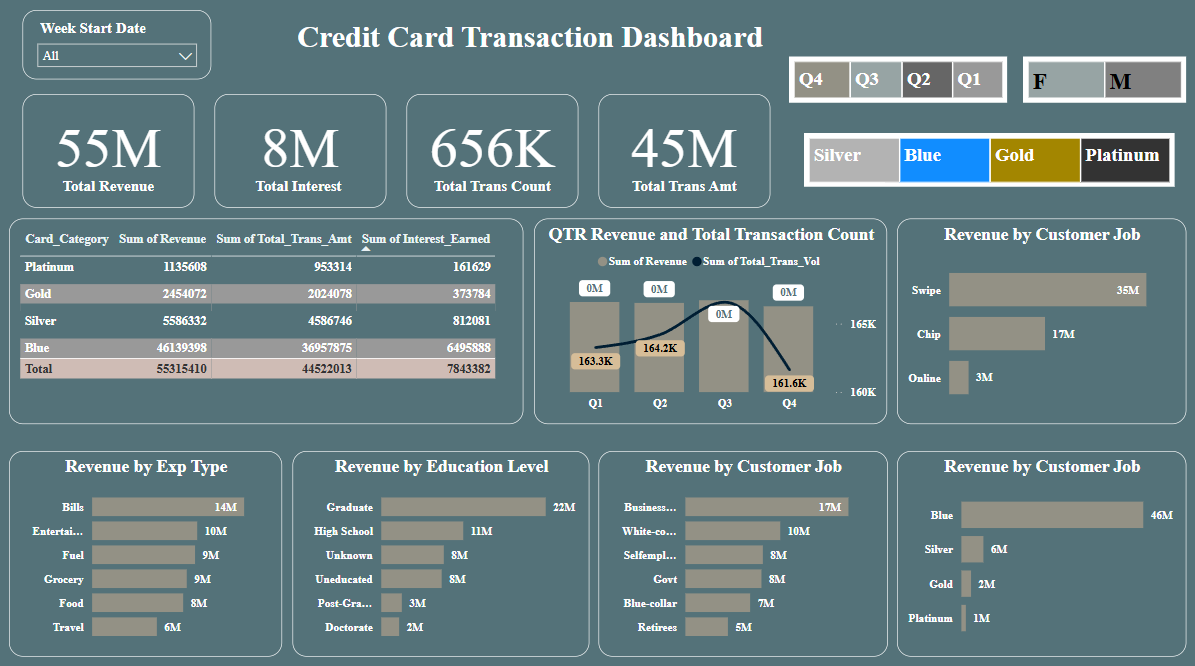 Week Start Date
All
Credit Card Transaction Dashboard
Q4 Q3 Q2 Q1
F M
55M
Total Revenue
8M
Total Interest
656K
Total Trans Count
45M
Total Trans Amt
Silver Blue Gold Platinum
Card_Category Sum of Revenue Sum of Total_Trans_Amt Sum of Interest_Earned
Platinum 1135608 953314 161629
Gold 2454072 2024078 373784
Silver 5586332 4586746 812081
Blue 46139398 36957875 6495888
Total 55315410 44522013 7843382
QTR Revenue and Total Transaction Count
Sum of Revenue Sum of Total_Trans_Vol
0M 0M 0M 0M
163.3K 164.2K 161.6K
165K
160K
Q1 Q2 Q3 Q4
Revenue by Customer Job
Swipe 35M
Chip 17M
Online 3M
Revenue by Exp Type
Bills 14M
Entertai... 10M
Fuel 9M
Grocery 9M
Food 8M
Travel 6M
Revenue by Education Level
Graduate 22M
High School 11M
Unknown 8M
Uneducated 8M
Post-Gra... 3M
Doctorate 2M
Revenue by Customer Job
Business... 17M
White-co... 10M
Selfempl... 8M
Govt 8M
Blue-collar 7M
Retirees 5M
Revenue by Customer Job
Blue 46M
Silver 6M
Gold 2M
Platinum 1M